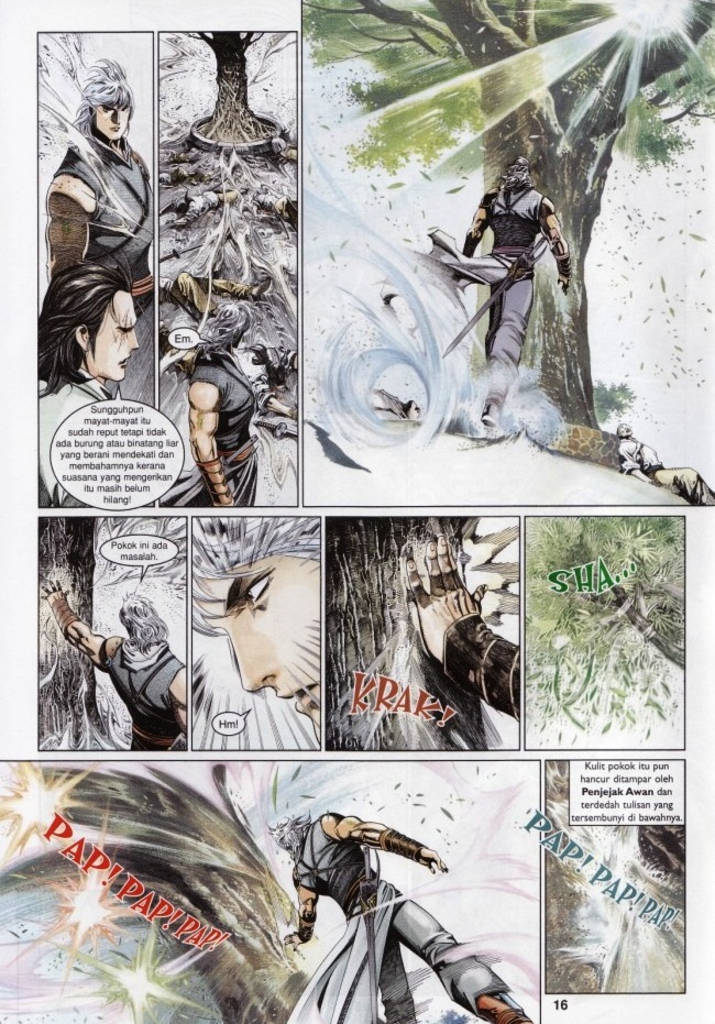 Em.
Sungguhpun
mayat-mayat itu
sudah reput tetapi tidak
ada burung atau binatang liar
yang berani mendekati dan
membahamnya kerana
suasana yang mengerikan
itu masih belum
hilang!
Pokok ini ada
masalah.
Hm!
KRAK!
SHA...
PAP! PAP! PAP!
Kulit pokok itu pun
hancur ditampar oleh
Penjejak Awan dan
terdedah tulisan yang
tersembunyi di bawahnya.
PAP! PAP! PAP!
16